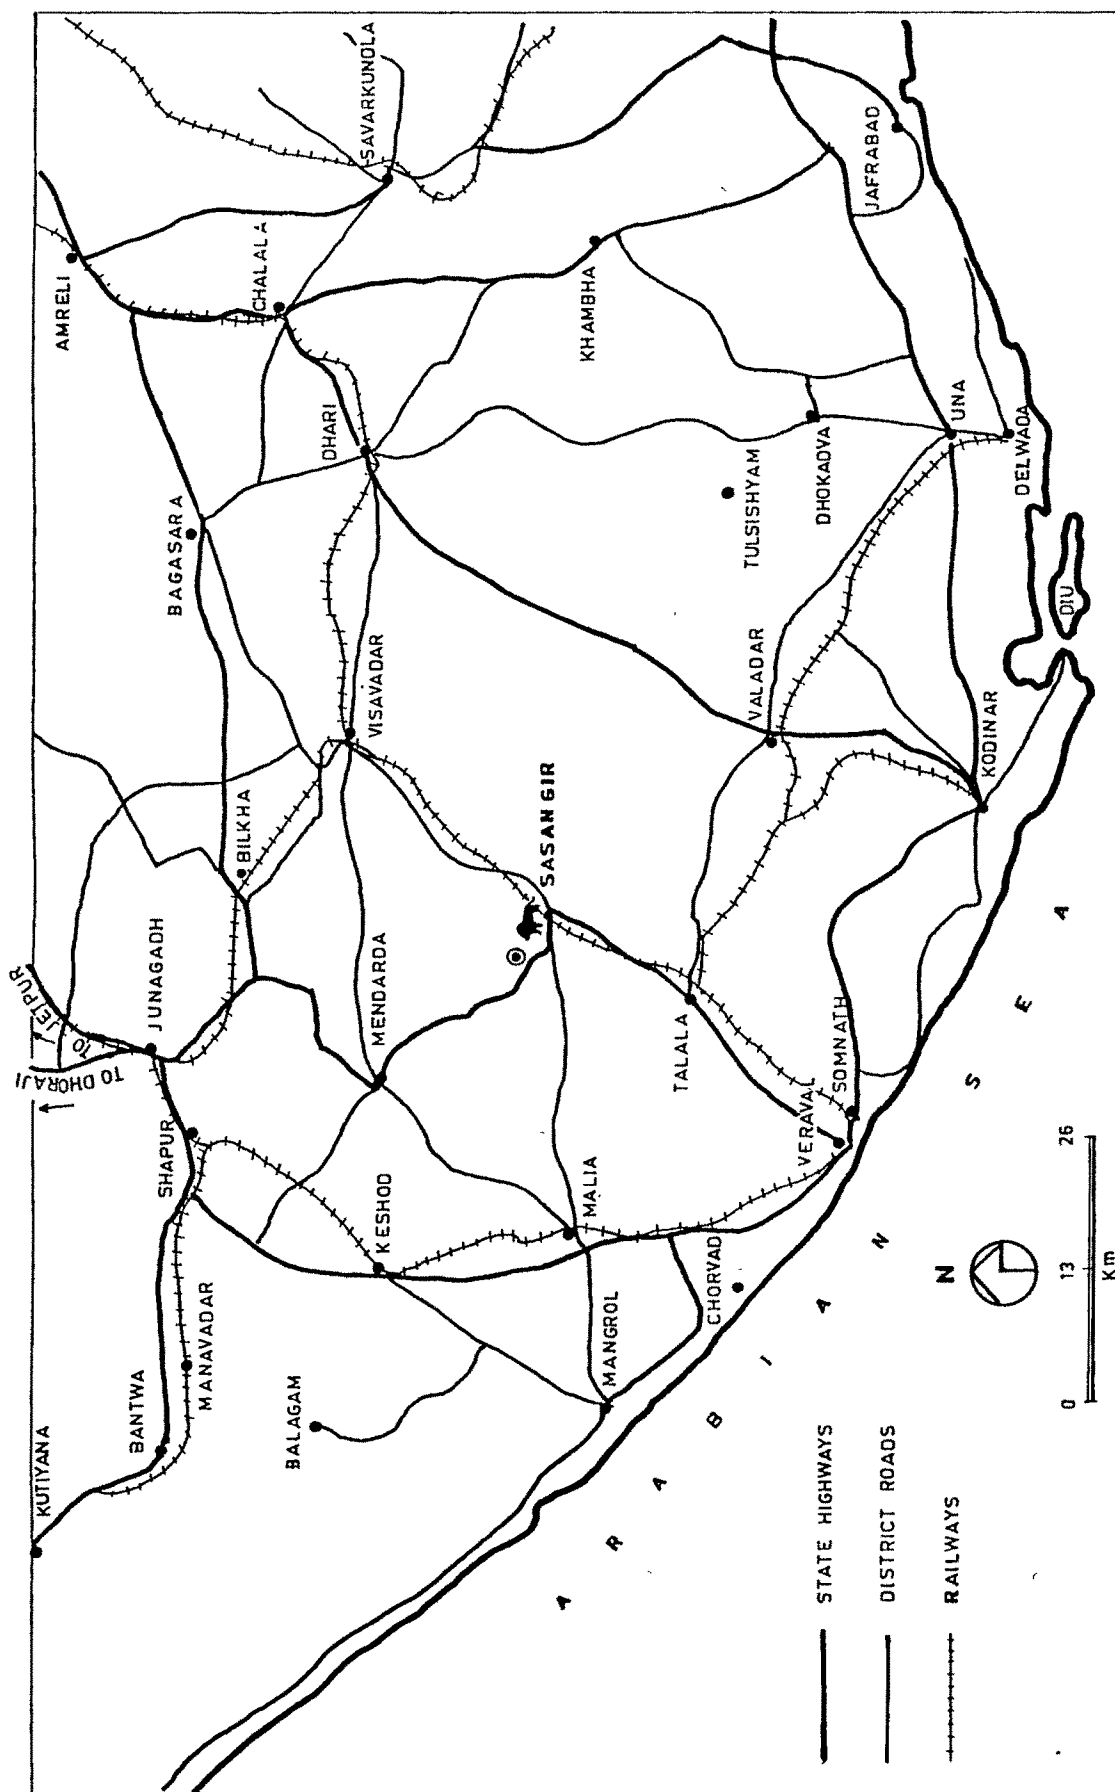 KUTIYANA
BANTWA
MANAVADAR
SHAPUR
TO DHORAJI
TO JETPUR
JUNAGADH
BILKHA
BAGASARA
AMRELI
CHALALA
SAVARKUNDLA
BALAGAM
KESHOD
MENDARDA
VISAVADAR
DHARI
MANGROL
MALIA
SASAN GIR
KHAMBHA
CHORVAD
TALALA
VALADAR
TULSISHYAM
DHOKADVA
JAFRABAD
VERAVAL
SOMNATH
KODINAR
UNA
DELWADA
DIU
ARABIAN SEA
STATE HIGHWAYS
DISTRICT ROADS
RAILWAYS
N
0 13 26
Km